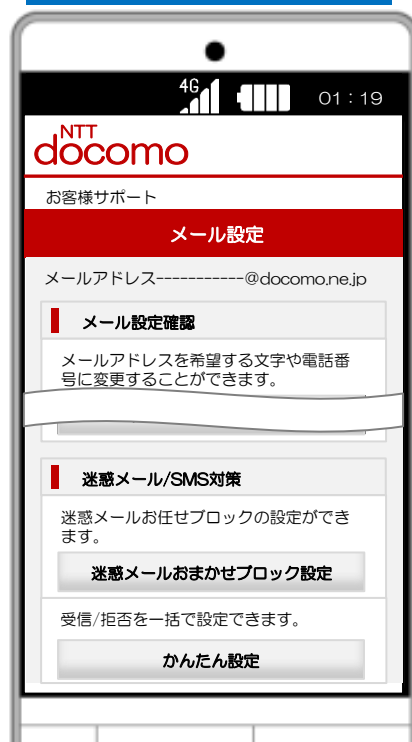 4G 01：19
NTT
docomo
お客様サポート
メール設定
メールアドレス-----------@docomo.ne.jp
メール設定確認
メールアドレスを希望する文字や電話番
号に変更することができます。
迷惑メール/SMS対策
迷惑メールお任せブロックの設定ができ
ます。
迷惑メールおまかせブロック設定
受信/拒否を一括で設定できます。
かんたん設定